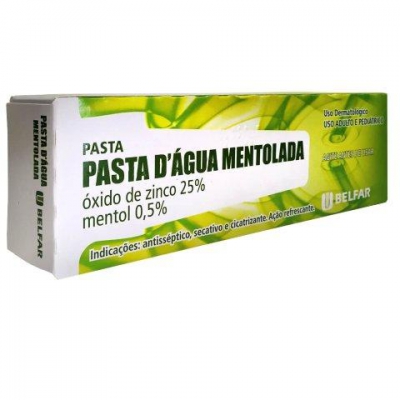 PASTA
PASTA D'ÁGUA MENTOLADA
óxido de zinco 25%
mentol 0,5%
Indicações: antisséptico, secativo e cicatrizante. Ação refrescante.
Uso Dermatológico
USO ADULTO E PEDIÁTRICO
BELFAR
PASTA D'ÁGUA
MENTOLADA
BELFAR